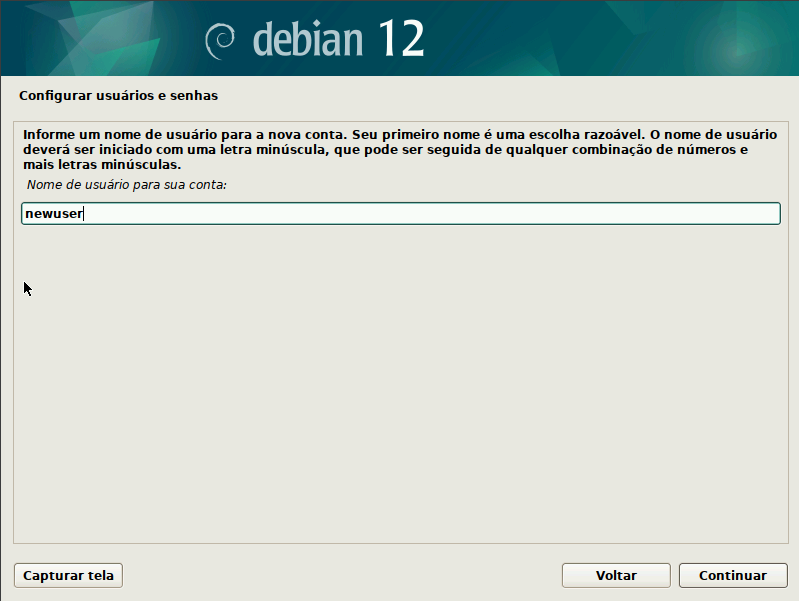 debian 12
Configurar usuários e senhas
Informe um nome de usuário para a nova conta. Seu primeiro nome é uma escolha razoável. O nome de usuário
deverá ser iniciado com uma letra minúscula, que pode ser seguida de qualquer combinação de números e
mais letras minúsculas.
Nome de usuário para sua conta:
newuser
Capturar tela
Voltar
Continuar